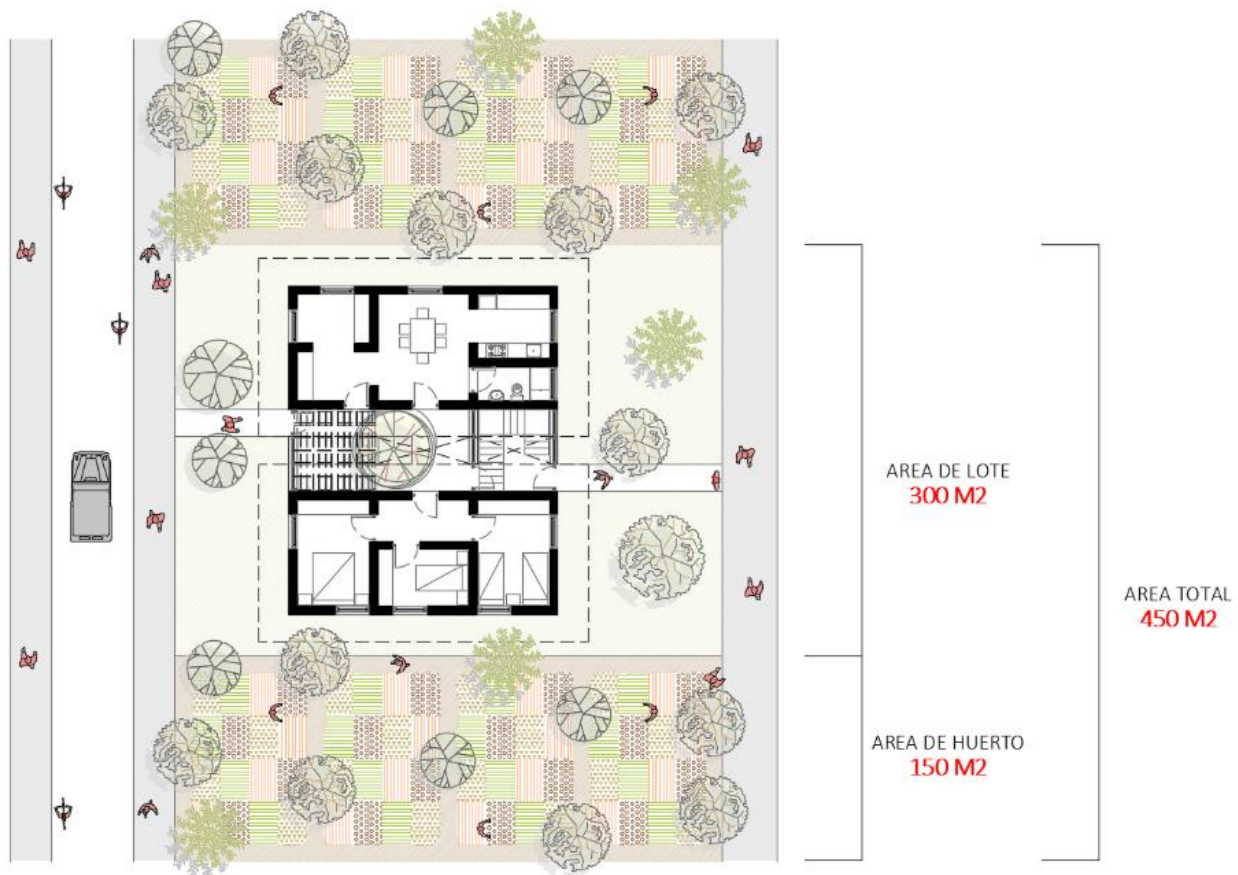 AREA DE LOTE
300 M2
AREA TOTAL
450 M2
AREA DE HUERTO
150 M2